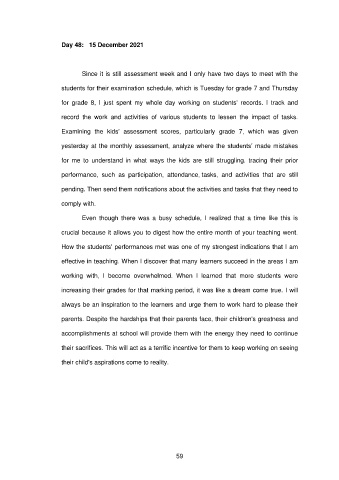 Day 48: 15 December 2021
Since it is still assessment week and I only have two days to meet with the
students for their examination schedule, which is Tuesday for grade 7 and Thursday
for grade 8, I just spent my whole day working on students' records. I track and
record the work and activities of various students to lessen the impact of tasks.
Examining the kids' assessment scores, particularly grade 7, which was given
yesterday at the monthly assessment, analyze where the students' made mistakes
for me to understand in what ways the kids are still struggling, tracing their prior
performance, such as participation, attendance, tasks, and activities that are still
pending. Then send them notifications about the activities and tasks that they need to
comply with.
Even though there was a busy schedule, I realized that a time like this is
crucial because it allows you to digest how the entire month of your teaching went.
How the students' performances met was one of my strongest indications that I am
effective in teaching. When I discover that many learners succeed in the areas I am
working with, I become overwhelmed. When I learned that more students were
increasing their grades for that marking period, it was like a dream come true. I will
always be an inspiration to the learners and urge them to work hard to please their
parents. Despite the hardships that their parents face, their children's greatness and
accomplishments at school will provide them with the energy they need to continue
their sacrifices. This will act as a terrific incentive for them to keep working on seeing
their child's aspirations come to reality.
59